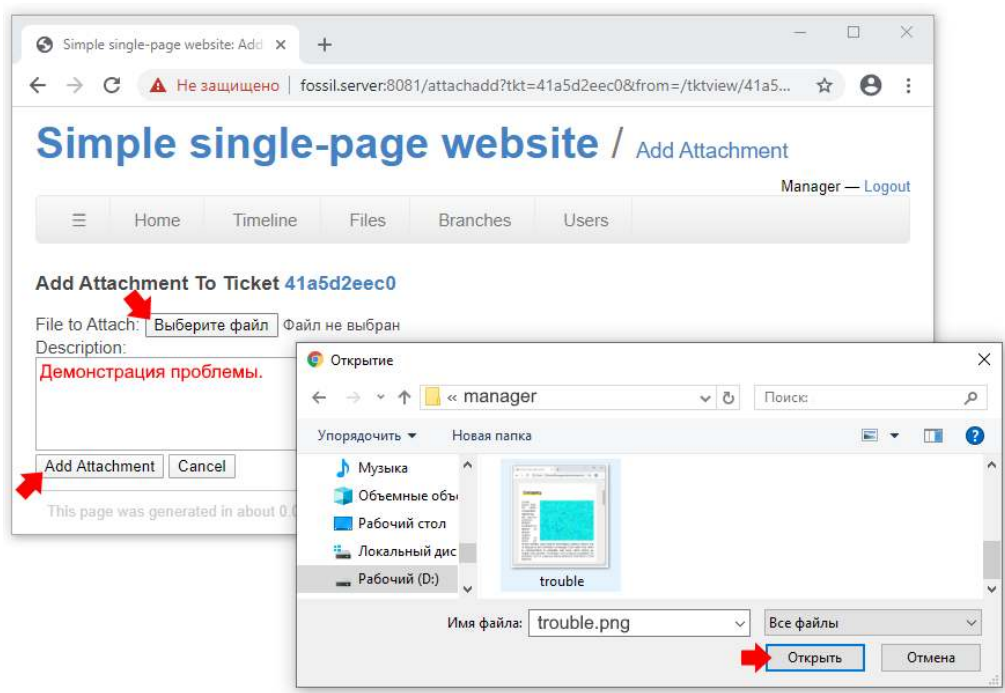 Simple single-page website: Add
Не защищено | fossil.server:8081/attachadd?tkt=41a5d2eec0&from=/tktview/41a5...
Simple single-page website / Add Attachment
Manager — Logout
☰ Home Timeline Files Branches Users
Add Attachment To Ticket 41a5d2eec0
File to Attach: Выберите файл Файл не выбран
Description:
Демонстрация проблемы.
Add Attachment Cancel
This page was generated in about 0.0
Открытие
« manager Поиск:
Упорядочить Новая папка
Музыка
Объемные объ
Рабочий стол
Локальный дис
Рабочий (D:)
trouble
Имя файла: trouble.png Все файлы
Открыть Отмена